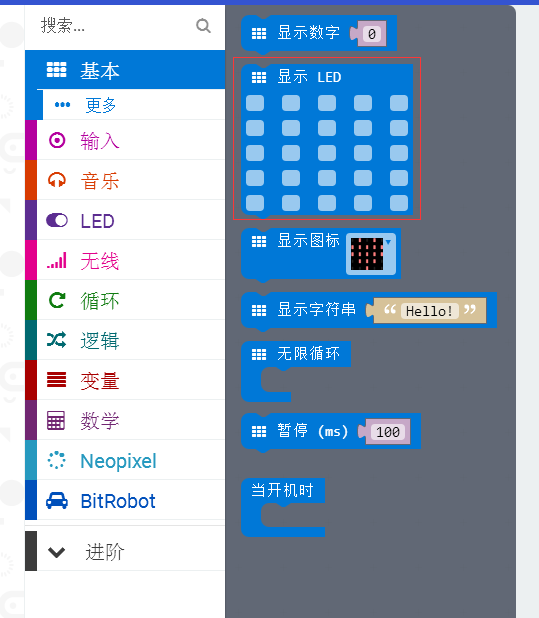 搜索...
基本
更多
输入
音乐
LED
无线
循环
逻辑
变量
数学
Neopixel
BitRobot
进阶
显示数字 0
显示 LED
显示图标
显示字符串 “ Hello! ”
无限循环
暂停 (ms) 100
当开机时